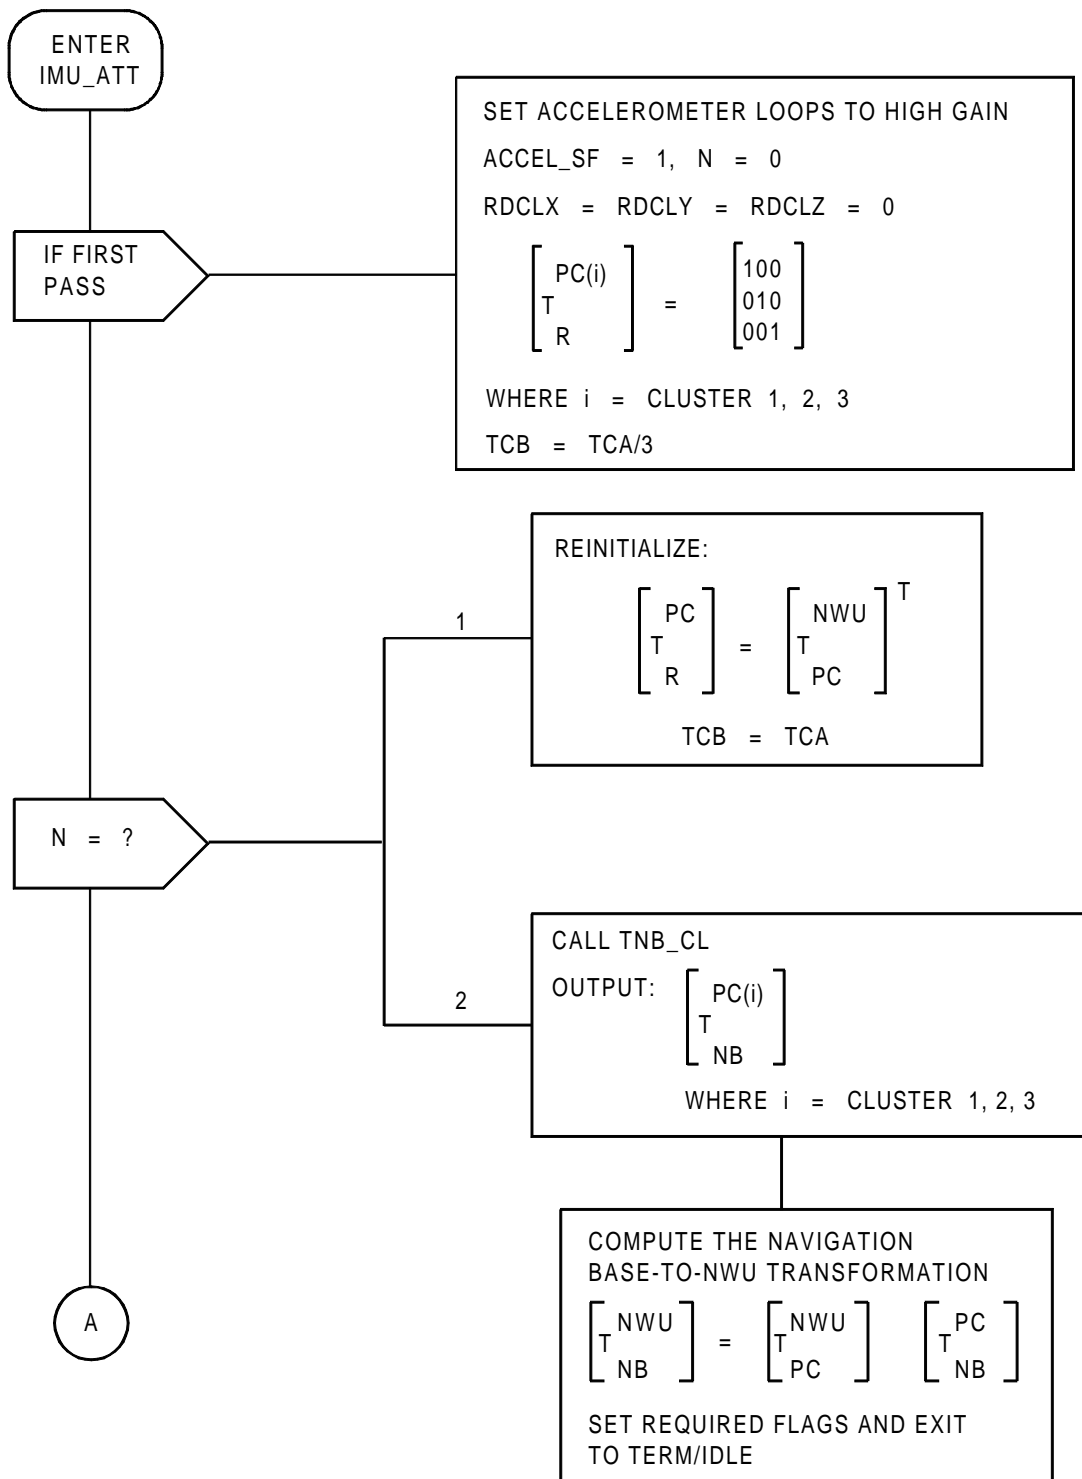 ENTER
IMU_ATT
SET ACCELEROMETER LOOPS TO HIGH GAIN
ACCEL_SF = 1, N = 0
RDCLX = RDCLY = RDCLZ = 0
IF FIRST
PASS
PC(i)
T
R
=
100
010
001
WHERE i = CLUSTER 1, 2, 3
TCB = TCA/3
REINITIALIZE:
1
PC
T
R
=
NWU
T
PC
T
TCB = TCA
N = ?
CALL TNB_CL
OUTPUT:
2
PC(i)
T
NB
WHERE i = CLUSTER 1, 2, 3
COMPUTE THE NAVIGATION
BASE-TO-NWU TRANSFORMATION
A
NWU
T
NB
=
NWU
T
PC
PC
T
NB
SET REQUIRED FLAGS AND EXIT
TO TERM/IDLE